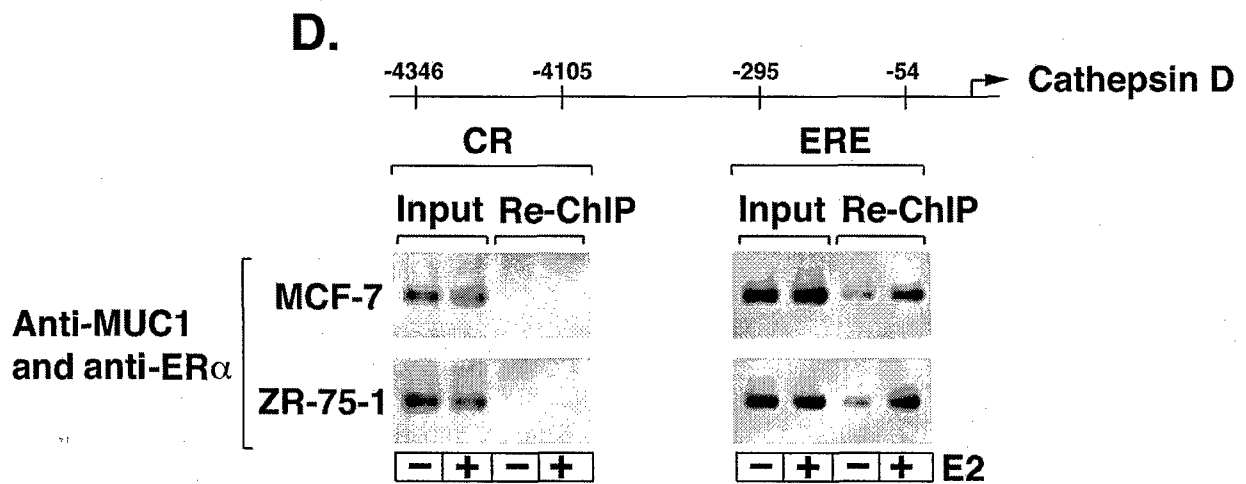 D.
-4346 -4105 -295 -54 Cathepsin D
CR ERE
Input Re-ChIP Input Re-ChIP
MCF-7
Anti-MUC1
and anti-ERα
ZR-75-1
− + − + − + − + E2